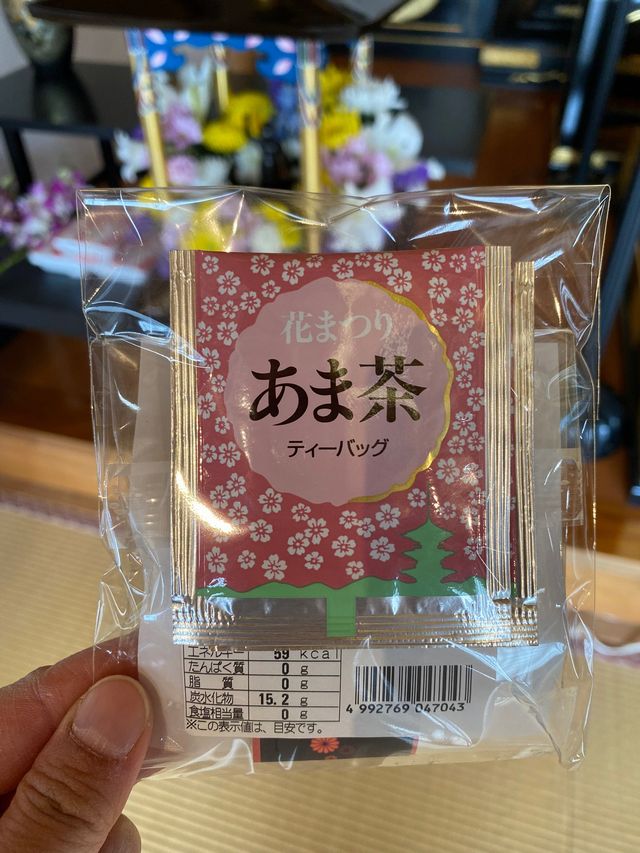 花まつり
あま茶
ティーバッグ
エネルギー 59 kcal
たんぱく質 0 g
脂質 0 g
炭水化物 15.2 g
食塩相当量 0 g
※この表示値は、目安です。
4 992769 047043